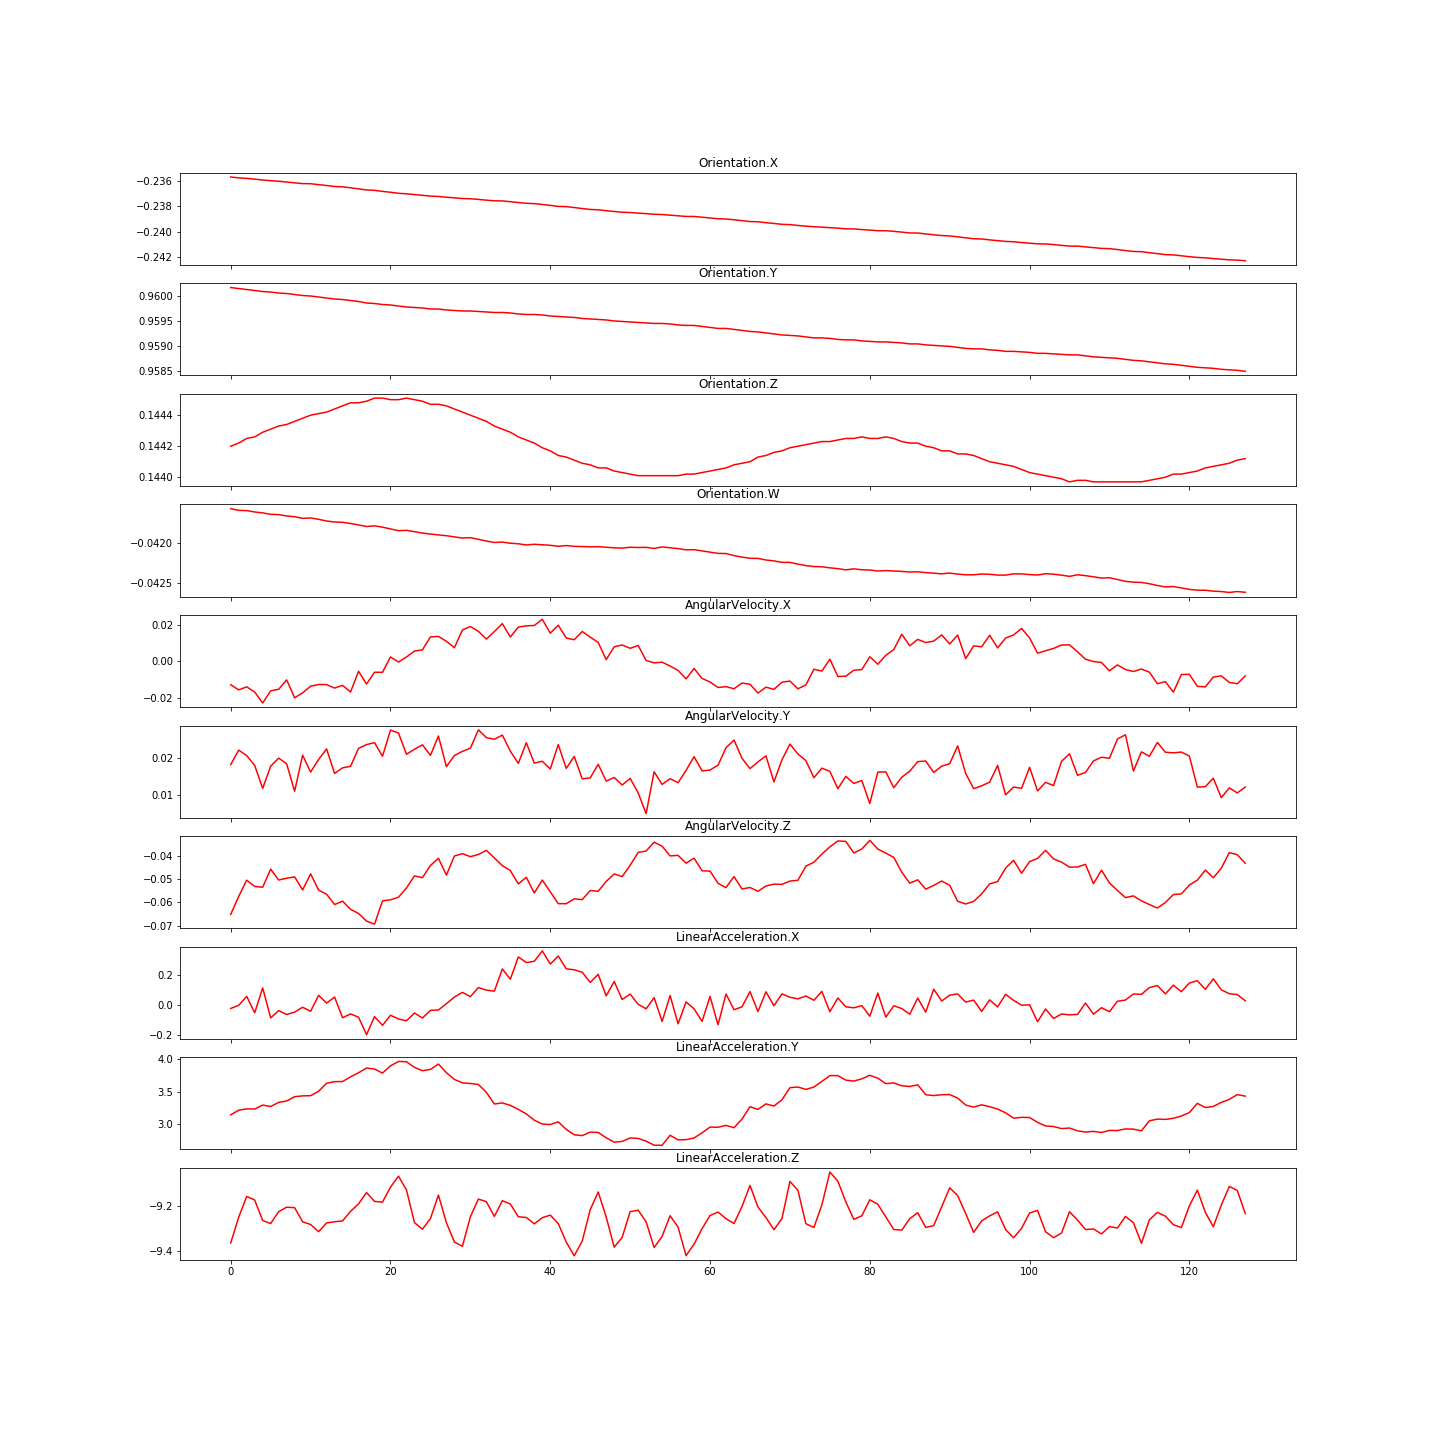 Orientation.X
−0.236
−0.238
−0.240
−0.242
Orientation.Y
0.9600
0.9595
0.9590
0.9585
Orientation.Z
0.1444
0.1442
0.1440
Orientation.W
−0.0420
−0.0425
AngularVelocity.X
0.02
0.00
−0.02
AngularVelocity.Y
0.02
0.01
AngularVelocity.Z
−0.04
−0.05
−0.06
−0.07
LinearAcceleration.X
0.2
0.0
−0.2
LinearAcceleration.Y
4.0
3.5
3.0
LinearAcceleration.Z
−9.2
−9.4
0 20 40 60 80 100 120